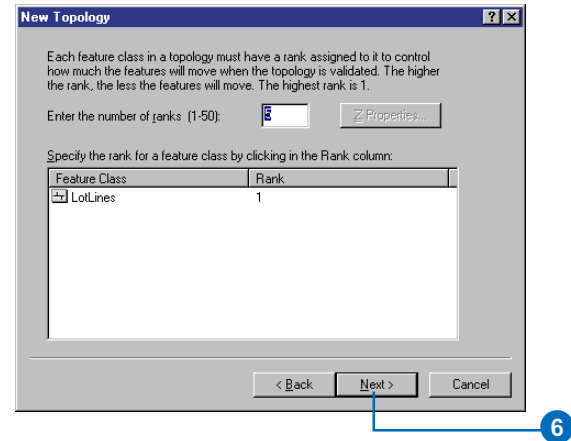 New Topology
Each feature class in a topology must have a rank assigned to it to control
how much the features will move when the topology is validated. The higher
the rank, the less the features will move. The highest rank is 1.
Enter the number of ranks (1-50): 5 Z Properties...
Specify the rank for a feature class by clicking in the Rank column:
Feature Class Rank
LotLines 1
< Back Next > Cancel
6